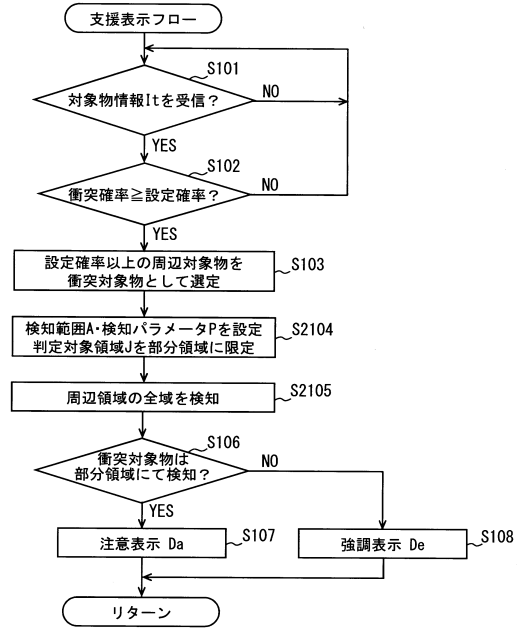 支援表示フロー
S101
対象物情報Itを受信？
NO
YES
S102
衝突確率≧設定確率？
NO
YES
設定確率以上の周辺対象物を
衝突対象物として選定
S103
検知範囲A・検知パラメータPを設定
判定対象領域Jを部分領域に限定
S2104
周辺領域の全域を検知
S2105
S106
衝突対象物は
部分領域にて検知？
NO
YES
注意表示 Da
S107
強調表示 De
S108
リターン